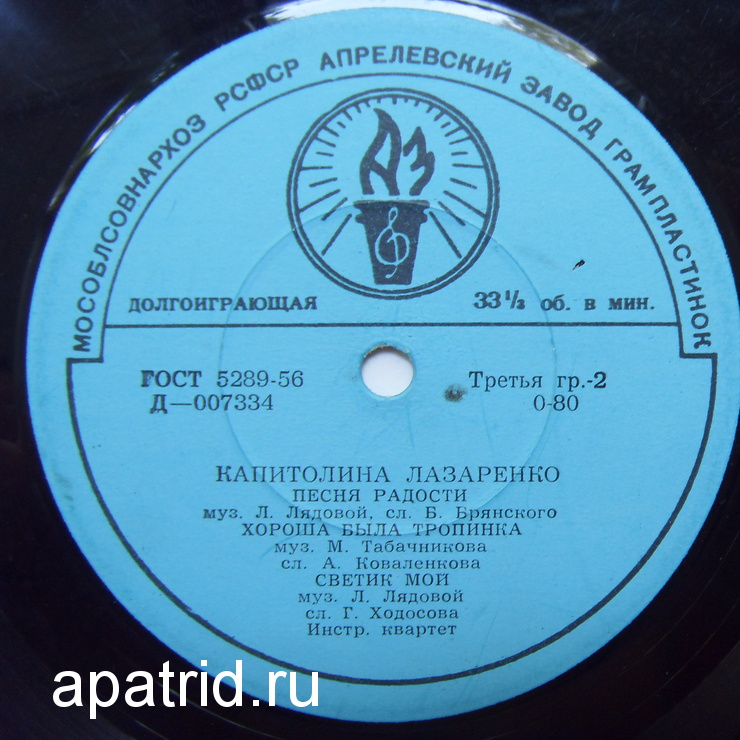 МОСОБЛСОВНАРХОЗ РСФСР АПРЕЛЕВСКИЙ ЗАВОД ГРАМПЛАСТИНОК
АЗ
ДОЛГОИГРАЮЩАЯ 33⅓ об. в мин.
ГОСТ 5289-56 Третья гр.-2
Д—007334 0-80
КАПИТОЛИНА ЛАЗАРЕНКО
ПЕСНЯ РАДОСТИ
муз. Л. Лядовой, сл. Б. Брянского
ХОРОША БЫЛА ТРОПИНКА
муз. М. Табачникова
сл. А. Коваленкова
СВЕТИК МОЙ
муз. Л. Лядовой
сл. Г. Ходосова
Инстр. квартет
apatrid.ru